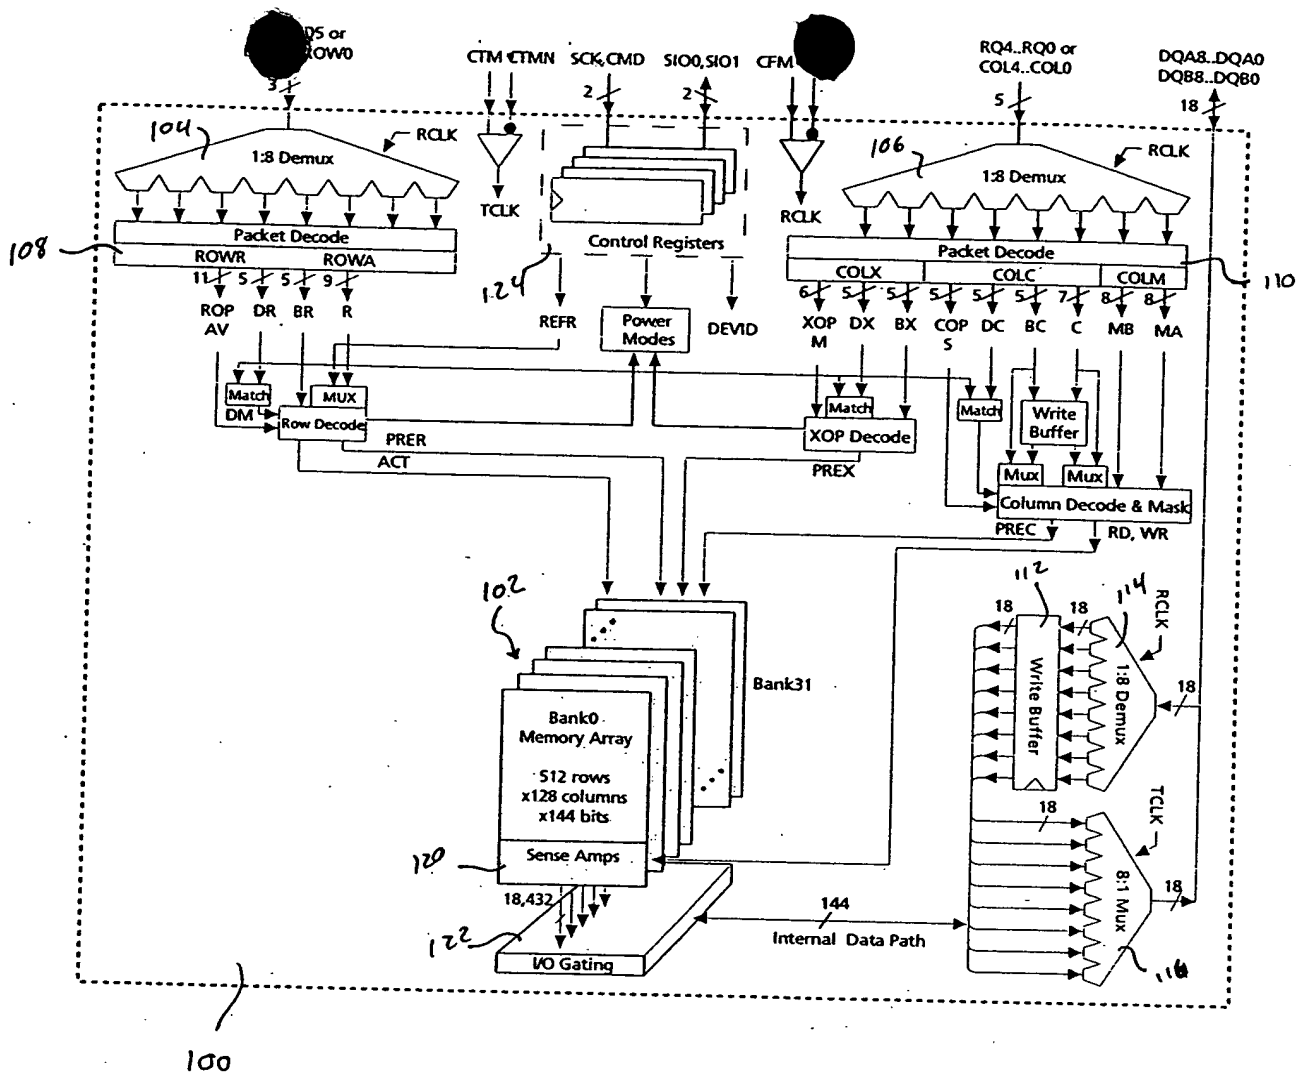 D5 or
ROW0
3
CTM CTMN
SCK,CMD
2
SIO0,SIO1
2
CFM
RQ4..RQ0 or
COL4..COL0
5
DQA8..DQA0
DQB8..DQB0
18
104
1:8 Demux
RCLK
TCLK
Control Registers
124
RCLK
106
1:8 Demux
RCLK
108
Packet Decode
ROWR ROWA
11 5 5 9
ROP
AV
DR BR R
REFR
Power
Modes
DEVID
Packet Decode
COLX COLC COLM
110
6 5 5 5 5 5 7 8 8
XOP
M
DX BX
COP
S
DC BC C MB MA
Match
DM
MUX
Row Decode
PRER
ACT
Match
XOP Decode
PREX
Match
Write
Buffer
Mux Mux
Column Decode & Mask
PREC
RD, WR
102
Bank31
Bank0
Memory Array
512 rows
x128 columns
x144 bits
120
Sense Amps
18,432
122
I/O Gating
144
Internal Data Path
112
18
Write Buffer
18
114
1:8 Demux
RCLK
18
18
TCLK
8:1 Mux
18
116
100